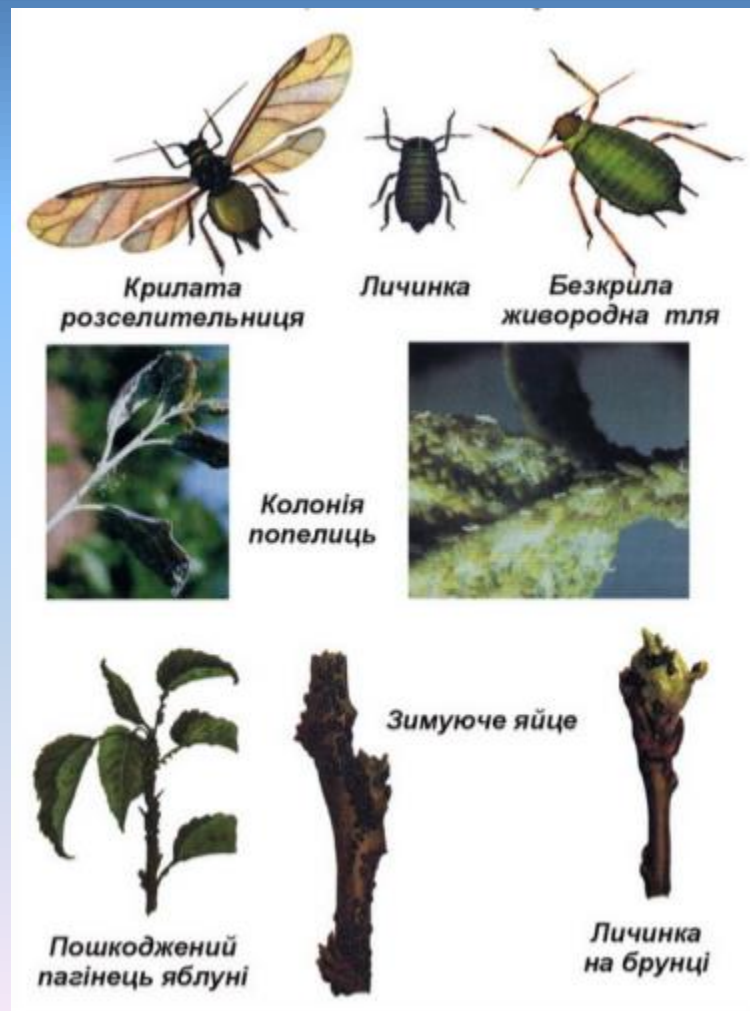 Крилата
розселительниця
Личинка
Безкрила
живородна тля
Колонія
попелиць
Зимуюче яйце
Пошкоджений
пагінець яблуні
Личинка
на брунці